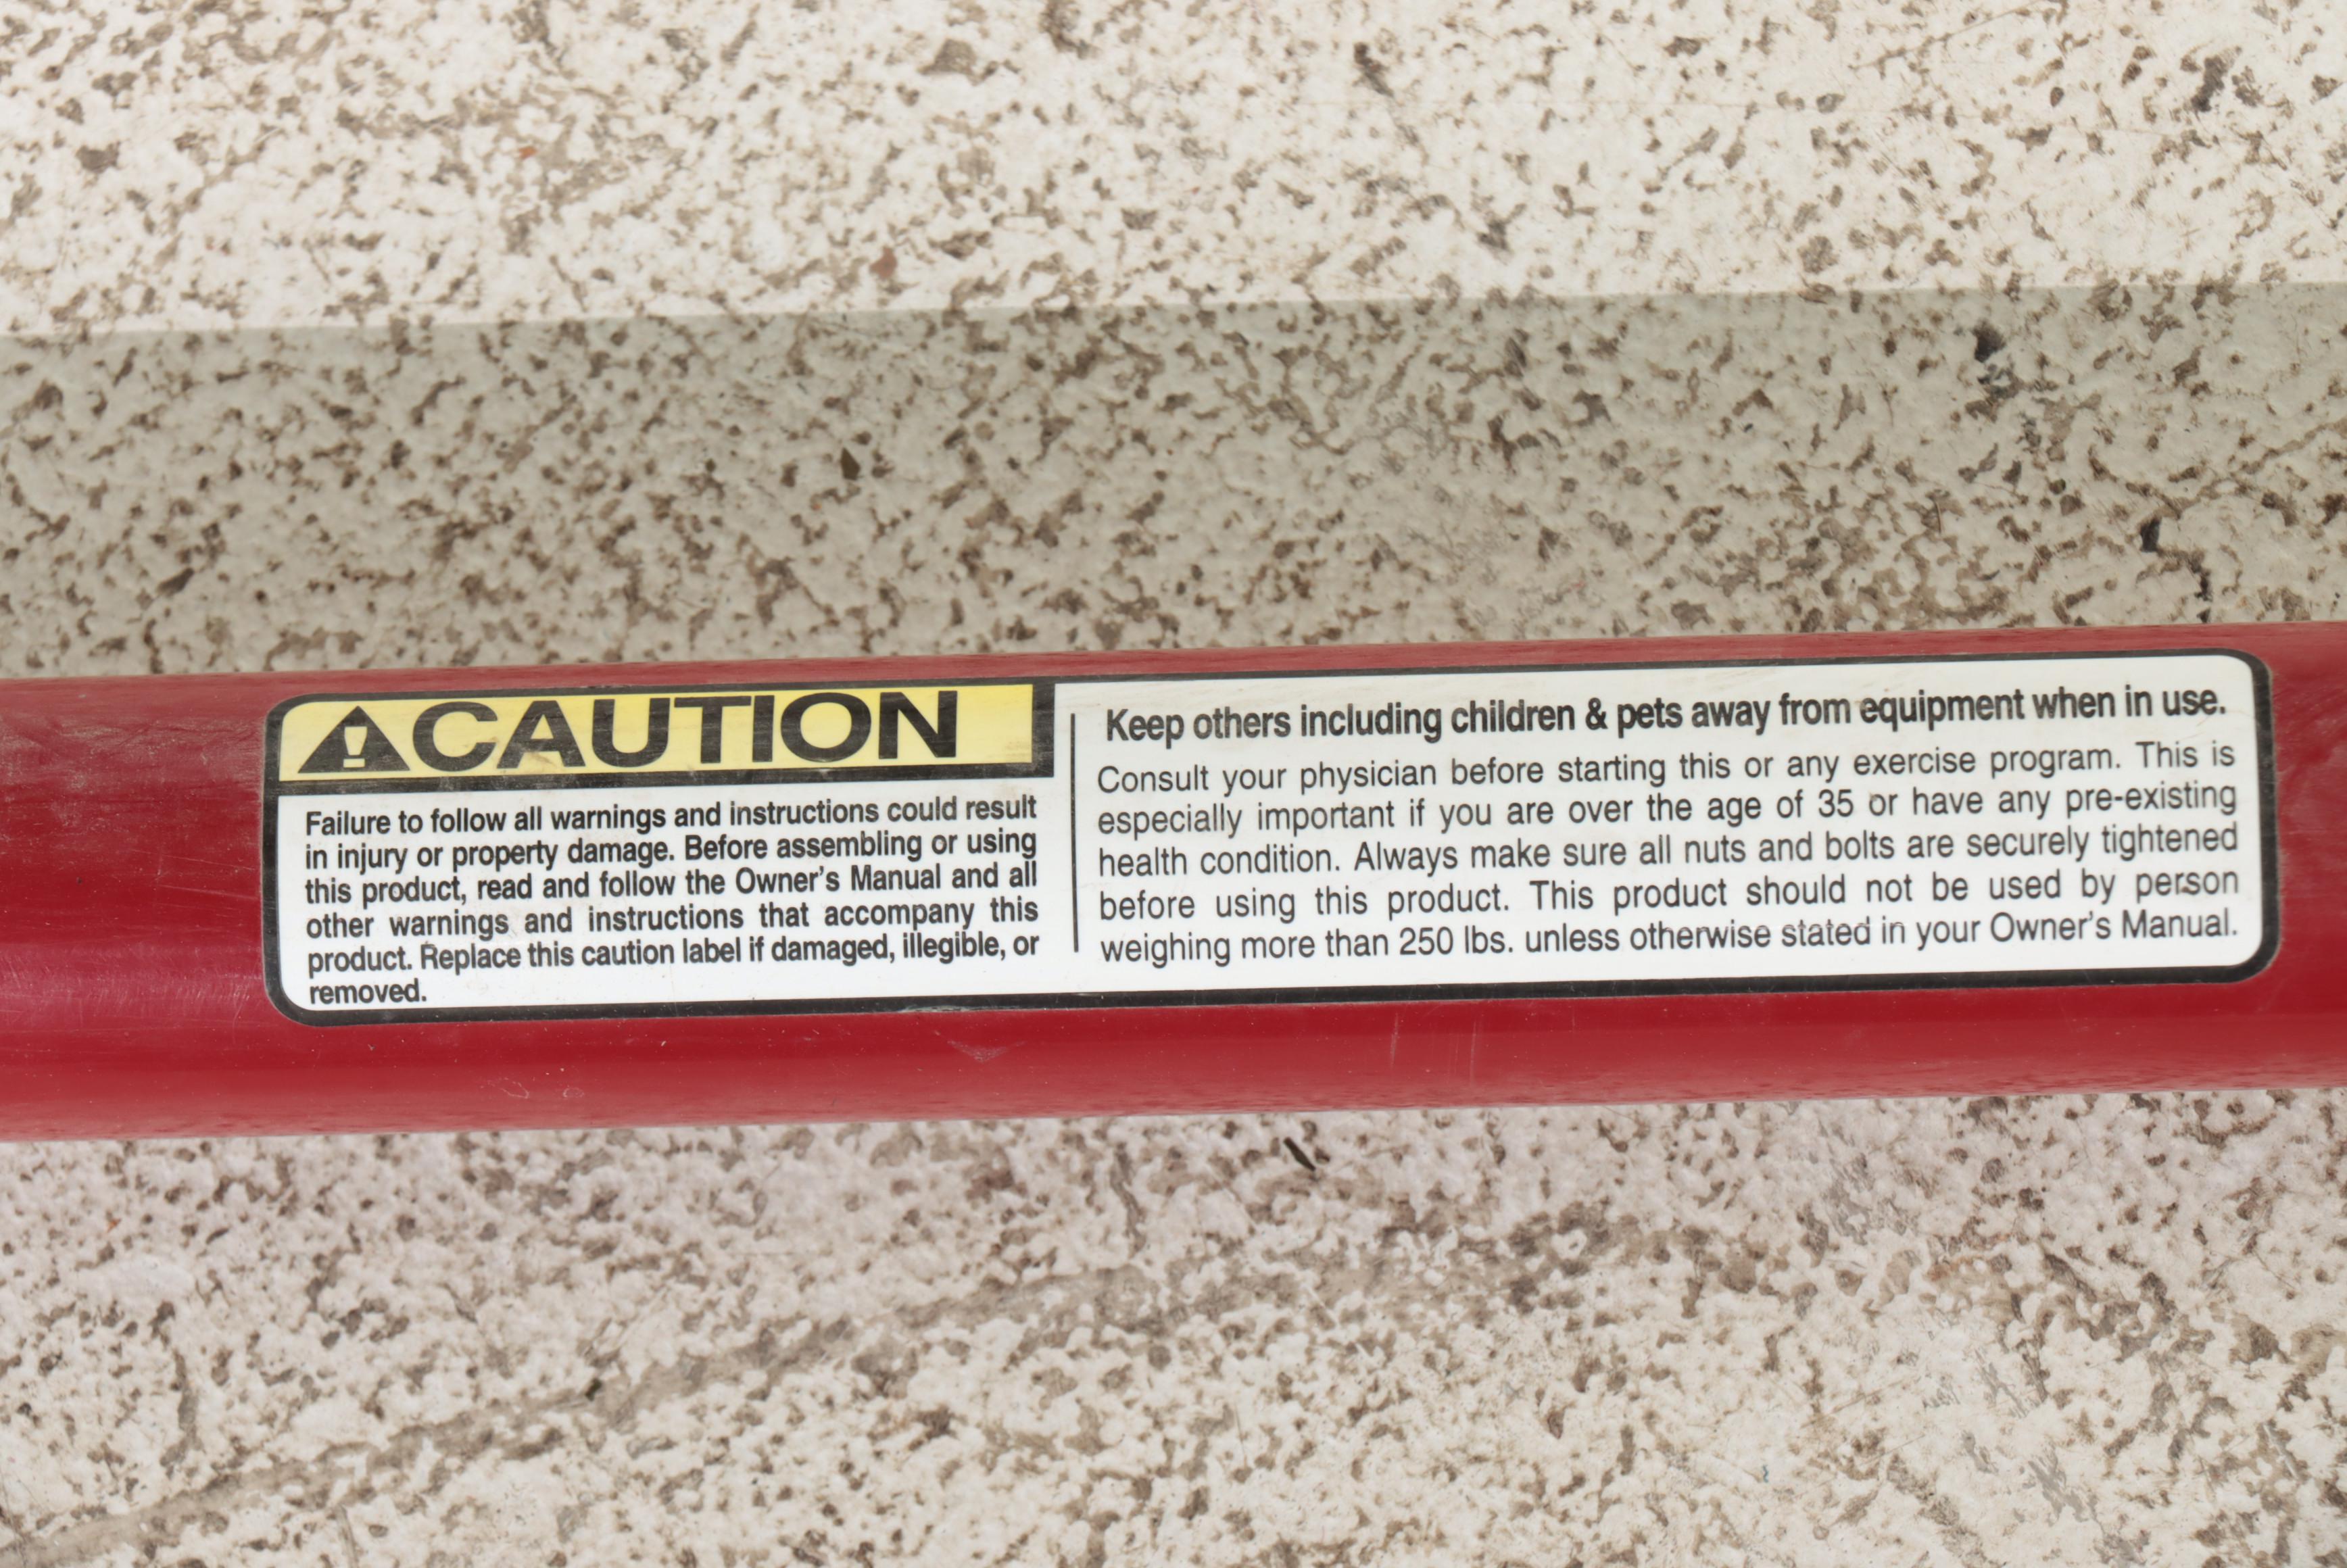 CAUTION
Failure to follow all warnings and instructions could result
in injury or property damage. Before assembling or using
this product, read and follow the Owner's Manual and all
other warnings and instructions that accompany this
product. Replace this caution label if damaged, illegible, or
removed.
Keep others including children & pets away from equipment when in use.
Consult your physician before starting this or any exercise program. This is
especially important if you are over the age of 35 or have any pre-existing
health condition. Always make sure all nuts and bolts are securely tightened
before using this product. This product should not be used by person
weighing more than 250 lbs. unless otherwise stated in your Owner's Manual.